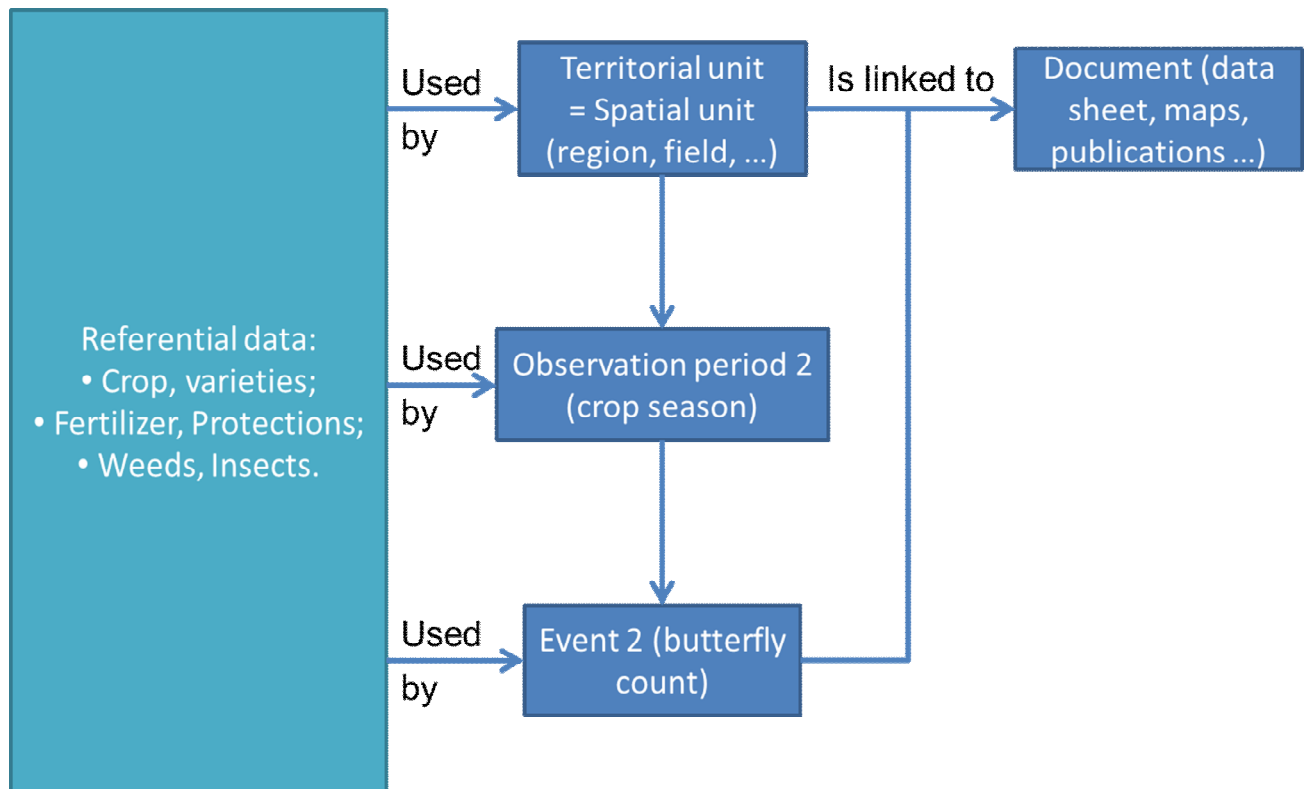 Referential data:
• Crop, varieties;
• Fertilizer, Protections;
• Weeds, Insects.
Used
by
Territorial unit
= Spatial unit
(region, field, ...)
Is linked to
Document (data
sheet, maps,
publications ...)
Used
by
Observation period 2
(crop season)
Used
by
Event 2 (butterfly
count)